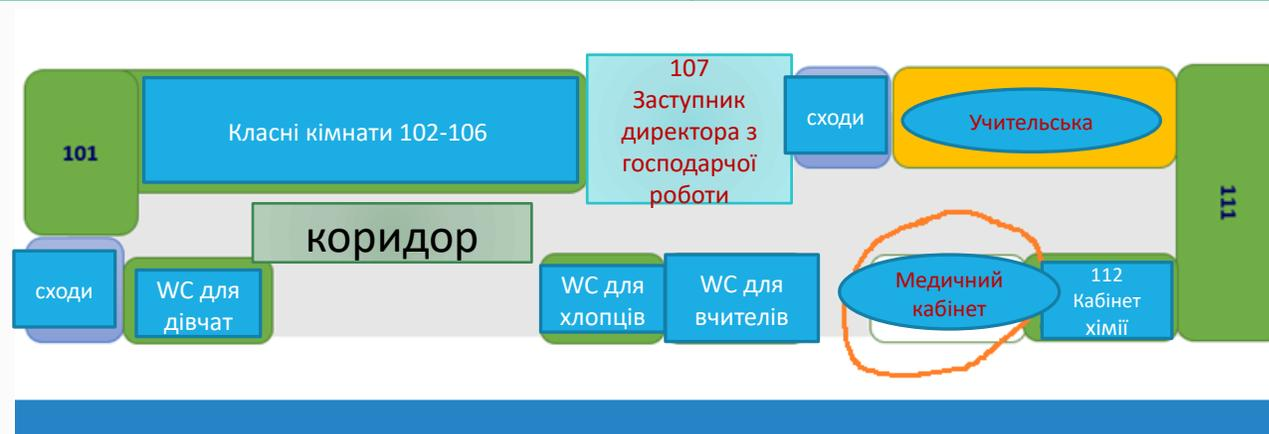 101
Класні кімнати 102-106
107
Заступник
директора з
господарчої
роботи
сходи
Учительська
111
коридор
сходи
WC для
дівчат
WC для
хлопців
WC для
вчителів
Медичний
кабінет
112
Кабінет
хімії